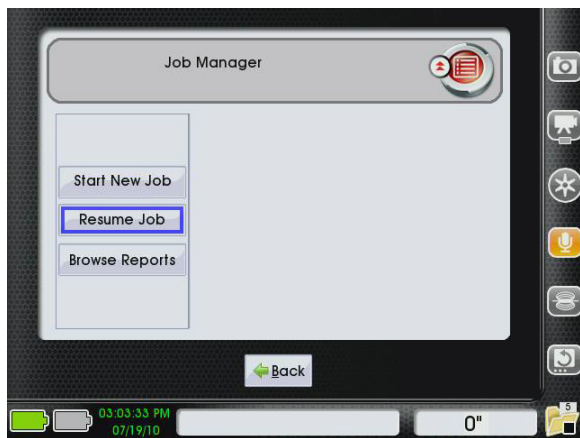 Job Manager
Start New Job
Resume Job
Browse Reports
Back
03:03:33 PM
07/19/10
0"
5